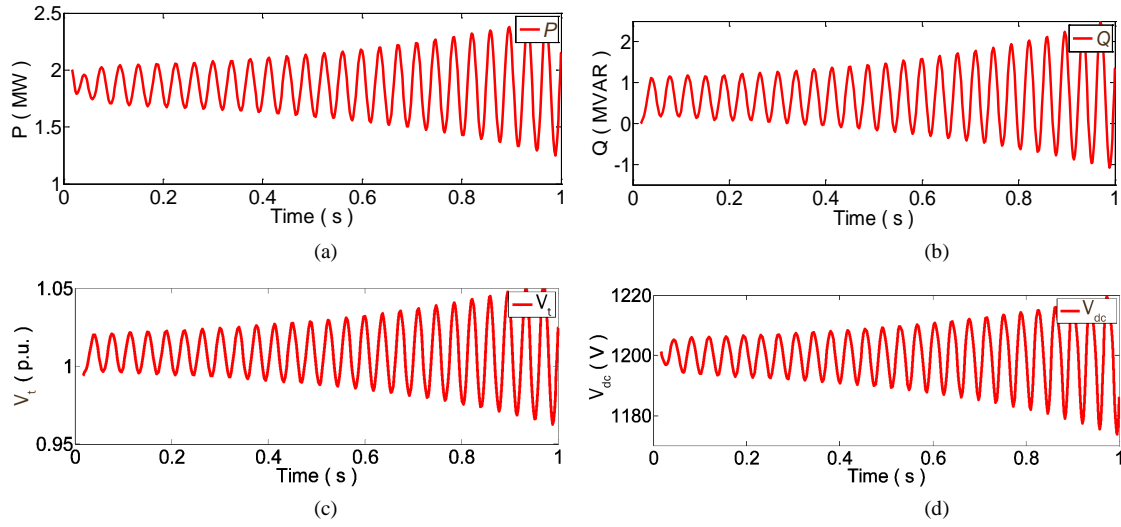 2.5
P
2
P ( MW)
1.5
1
0 0.2 0.4 0.6 0.8 1
Time ( s )
(a)
Q
2
1
Q ( MVAR)
0
-1
0 0.2 0.4 0.6 0.8 1
Time ( s )
(b)
1.05
Vt
1
Vt ( p.u.)
0.95
0 0.2 0.4 0.6 0.8 1
Time ( s )
(c)
1220
Vdc
1200
Vdc ( V )
1180
0 0.2 0.4 0.6 0.8 1
Time ( s )
(d)